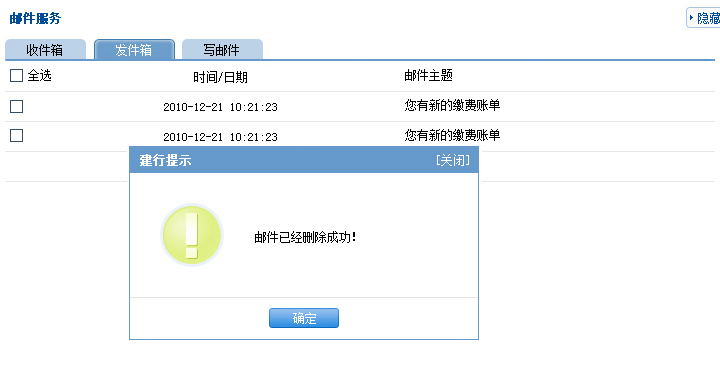 邮件服务
隐藏
收件箱 发件箱 写邮件
全选 时间/日期 邮件主题
2010-12-21 10:21:23 您有新的缴费账单
2010-12-21 10:21:23 您有新的缴费账单
建行提示 [关闭]
邮件已经删除成功!
确定